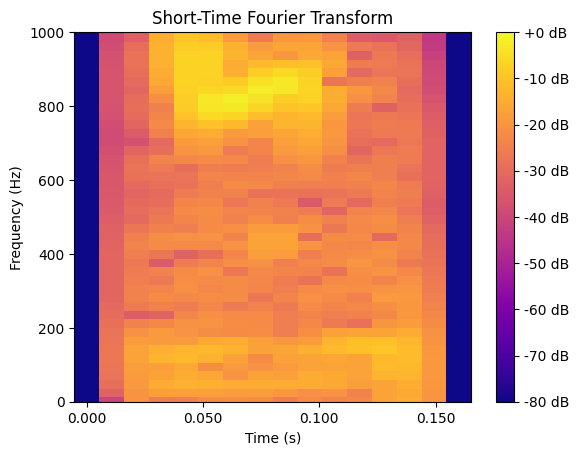 Short-Time Fourier Transform
Frequency (Hz)
1000
800
600
400
200
0
0.000
0.050
0.100
0.150
Time (s)
+0 dB
-10 dB
-20 dB
-30 dB
-40 dB
-50 dB
-60 dB
-70 dB
-80 dB